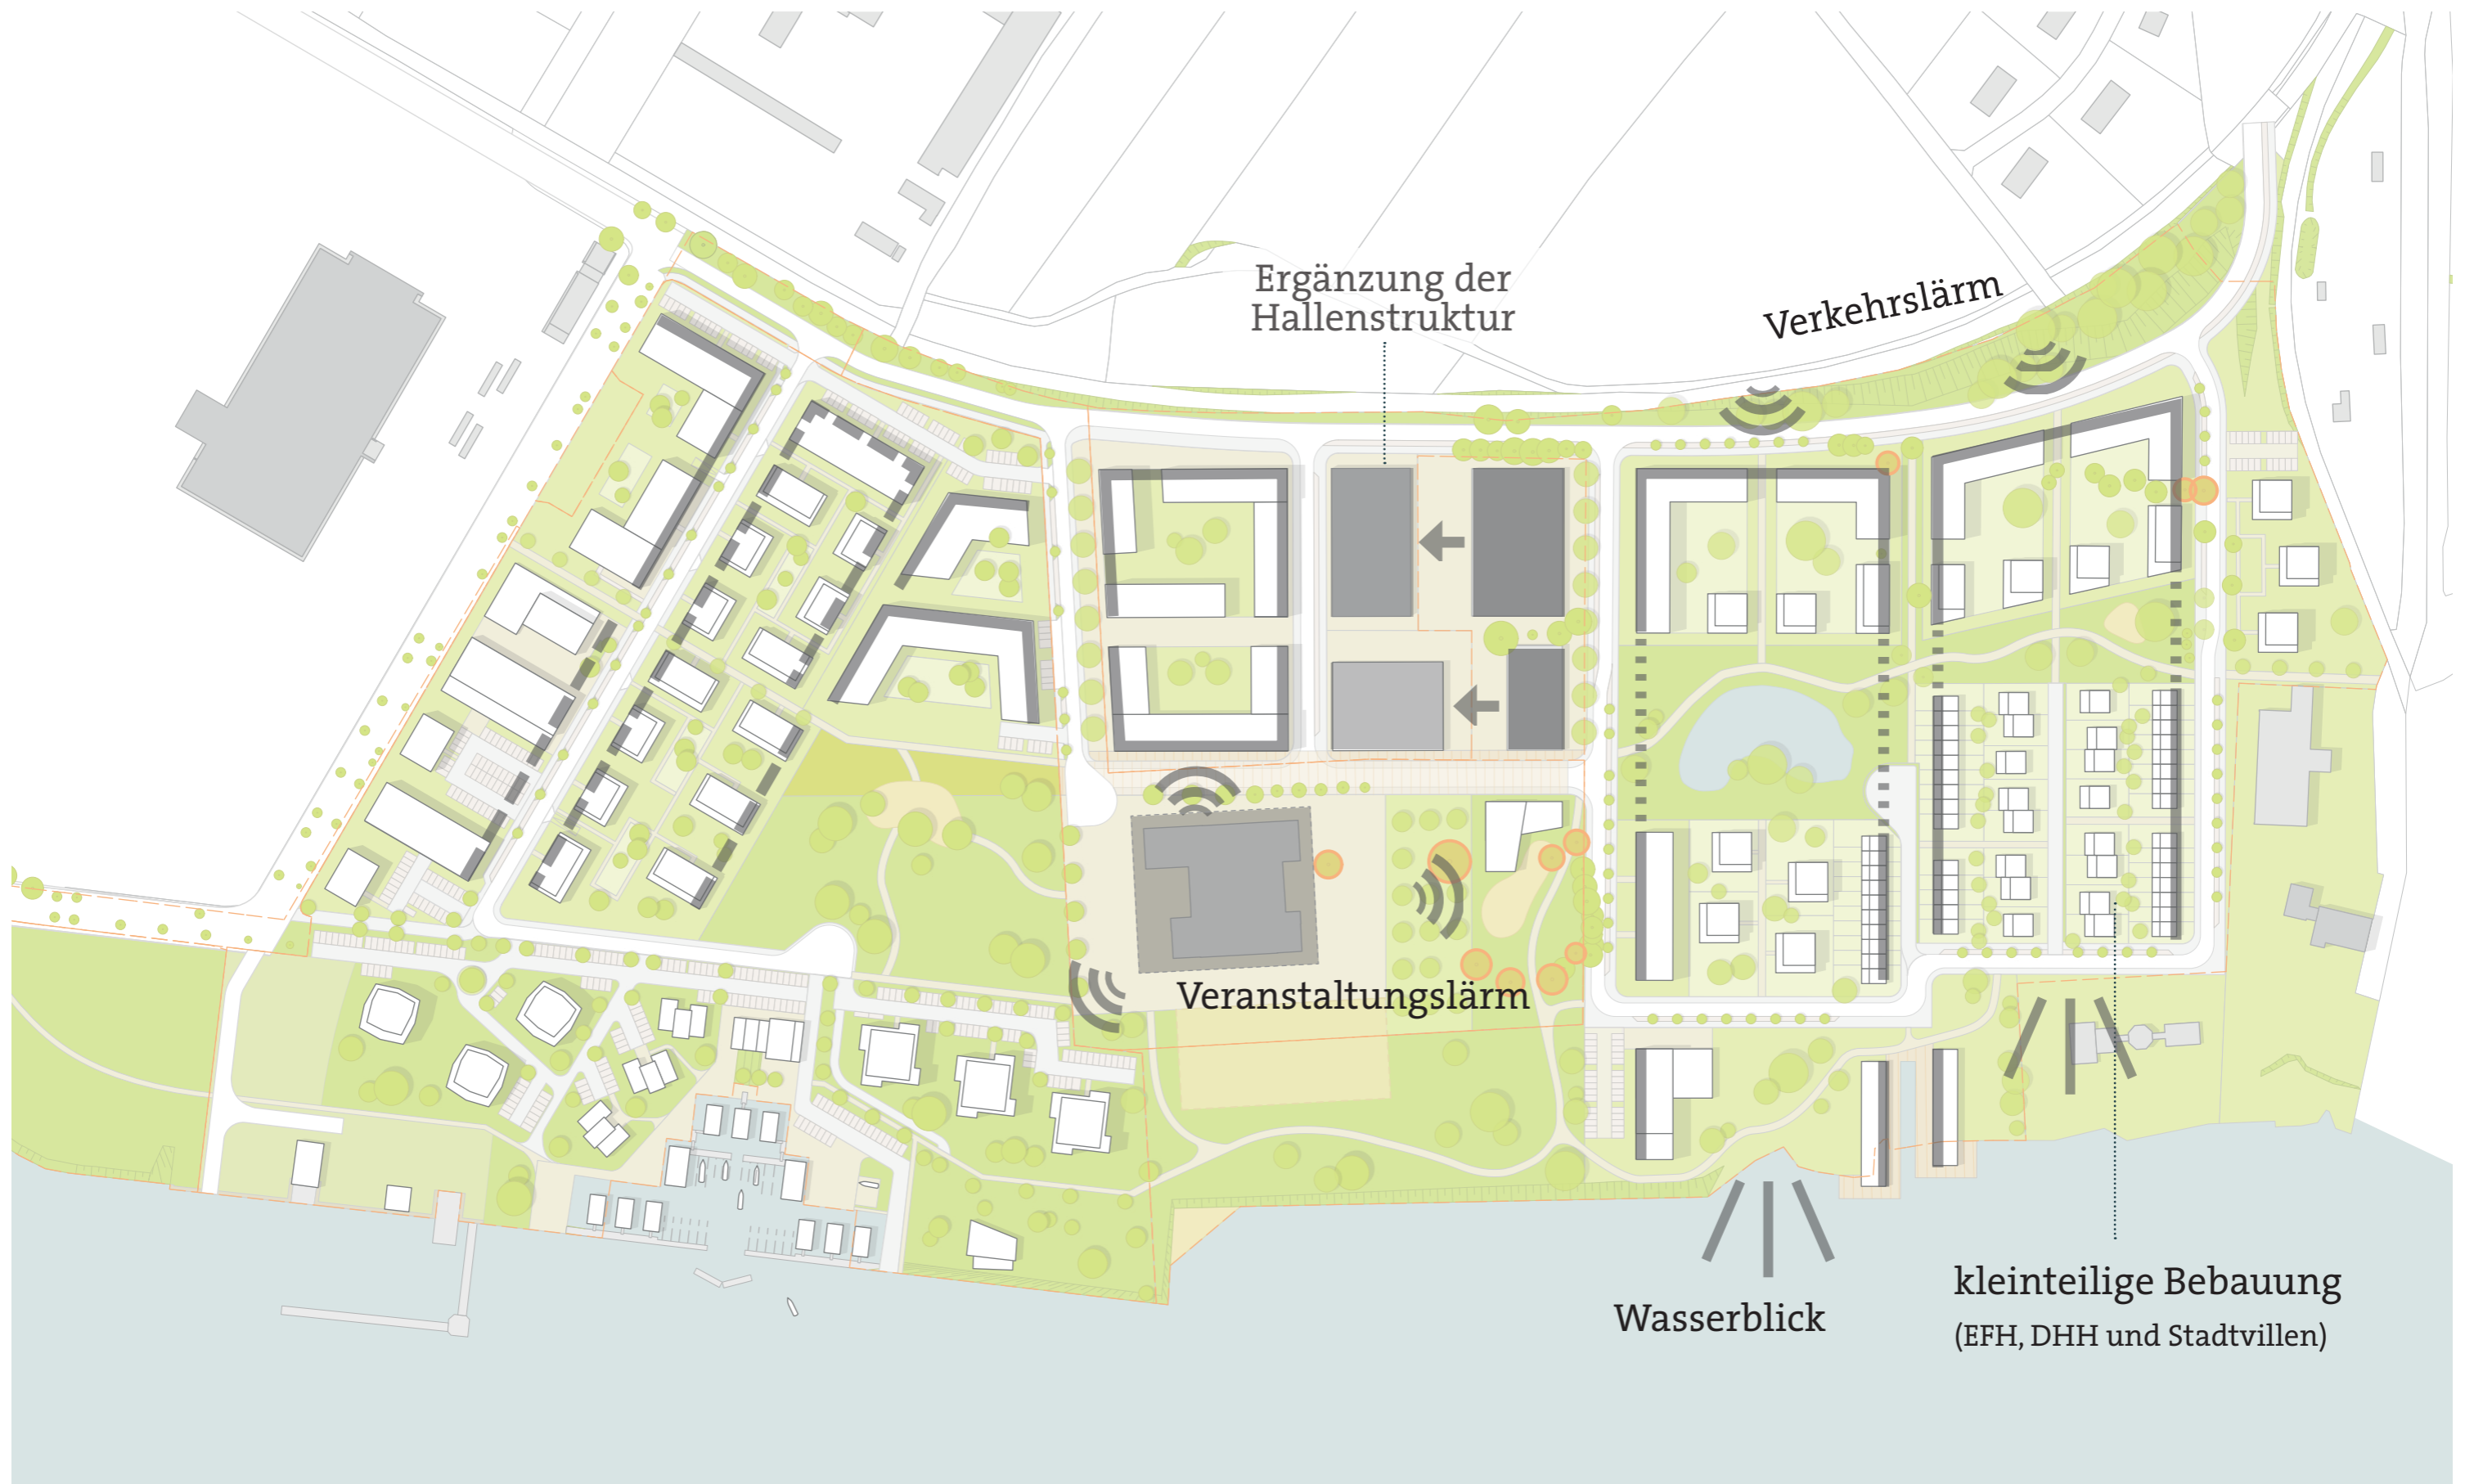 Ergänzung der
Hallenstruktur
Verkehrslärm
Veranstaltungslärm
Wasserblick
kleinteilige Bebauung
(EFH, DHH und Stadtvillen)